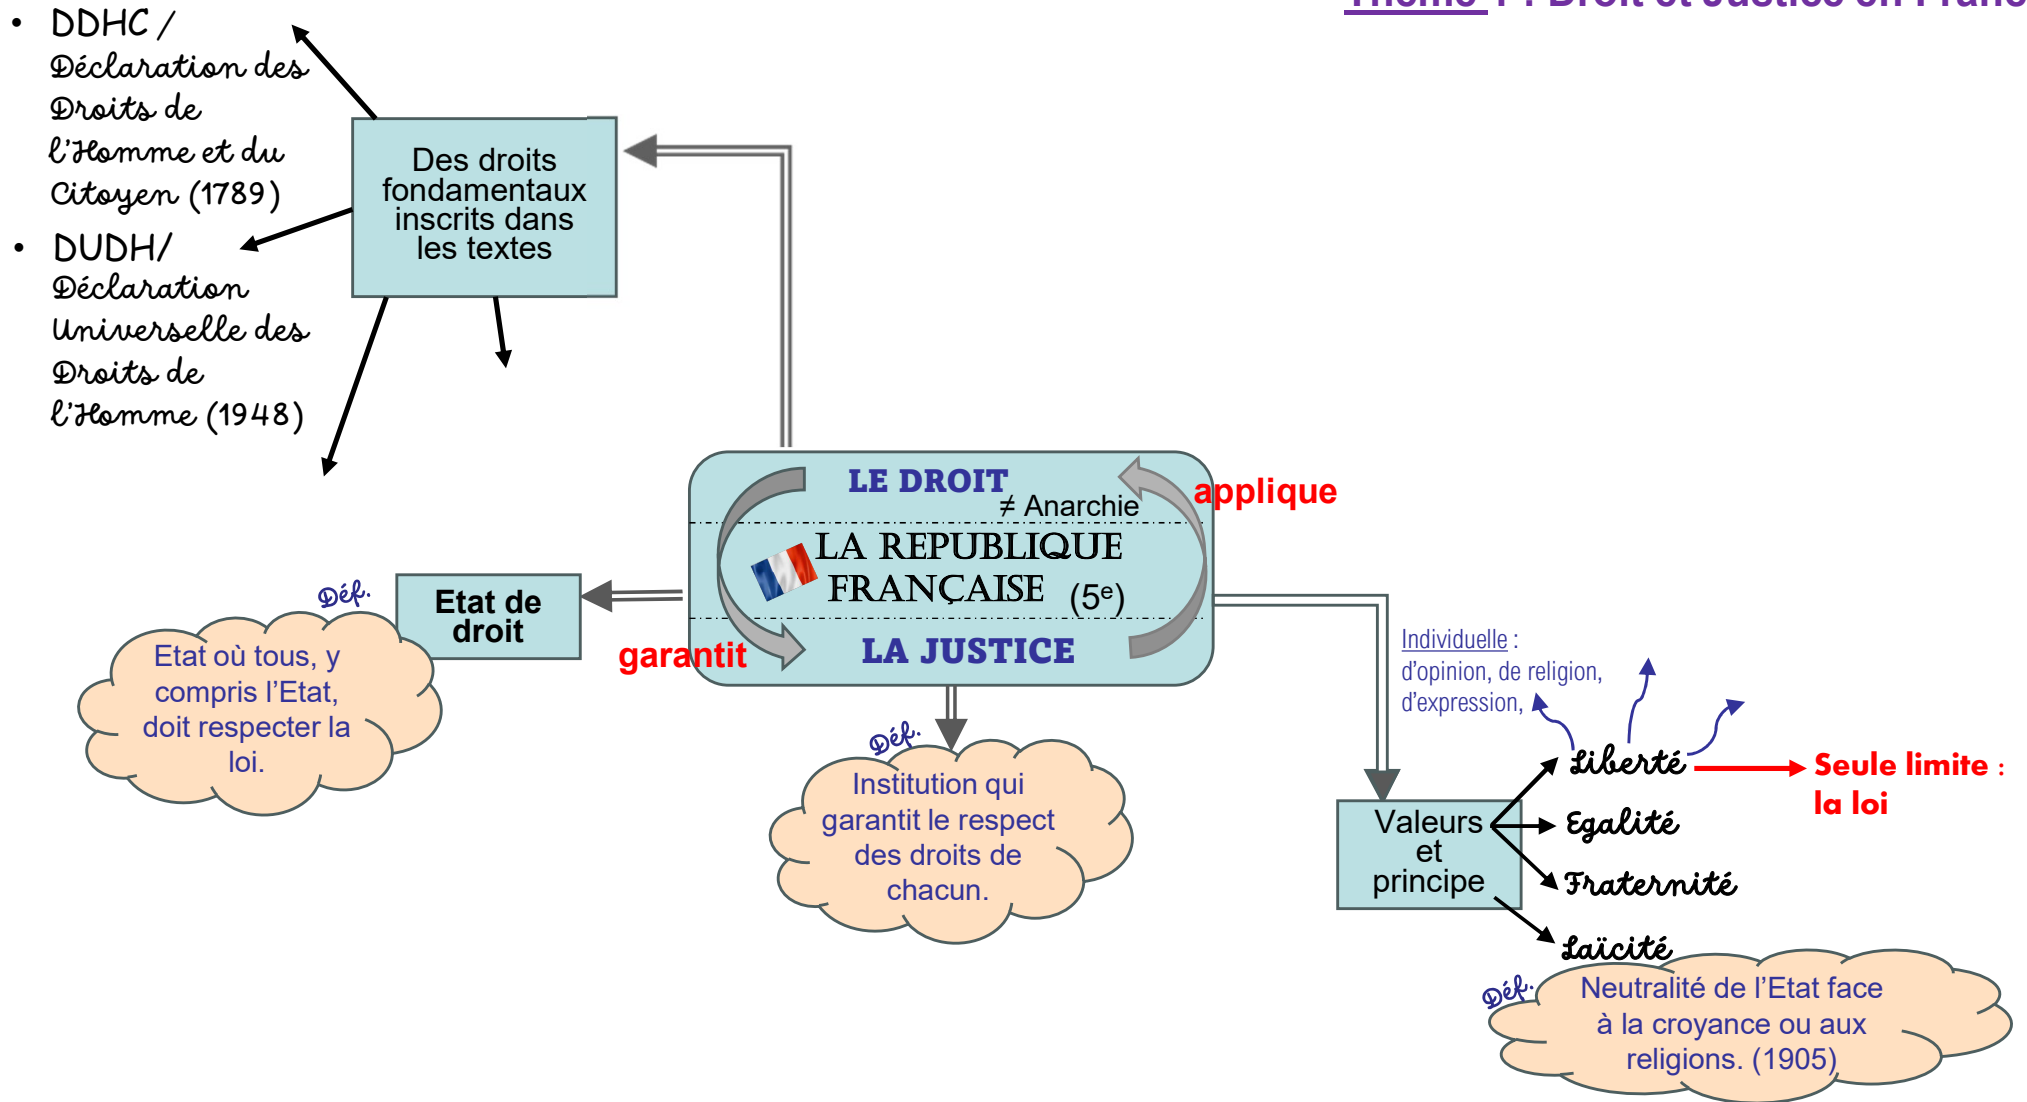 Thème 1 : Droit et Justice en Franc
• DDHC /
Déclaration des
Droits de
l'Homme et du
Citoyen (1789)
• DUDH/
Déclaration
Universelle des
Droits de
l'Homme (1948)
Des droits
fondamentaux
inscrits dans
les textes
LE DROIT
≠ Anarchie
applique
LA REPUBLIQUE
FRANÇAISE (5e)
LA JUSTICE
garantit
Etat de
droit
Déf.
Etat où tous, y
compris l'Etat,
doit respecter la
loi.
Déf.
Institution qui
garantit le respect
des droits de
chacun.
Individuelle :
d'opinion, de religion,
d'expression,
Valeurs
et
principe
Liberté
Seule limite :
la loi
Egalité
Fraternité
Laïcité
Déf.
Neutralité de l'Etat face
à la croyance ou aux
religions. (1905)